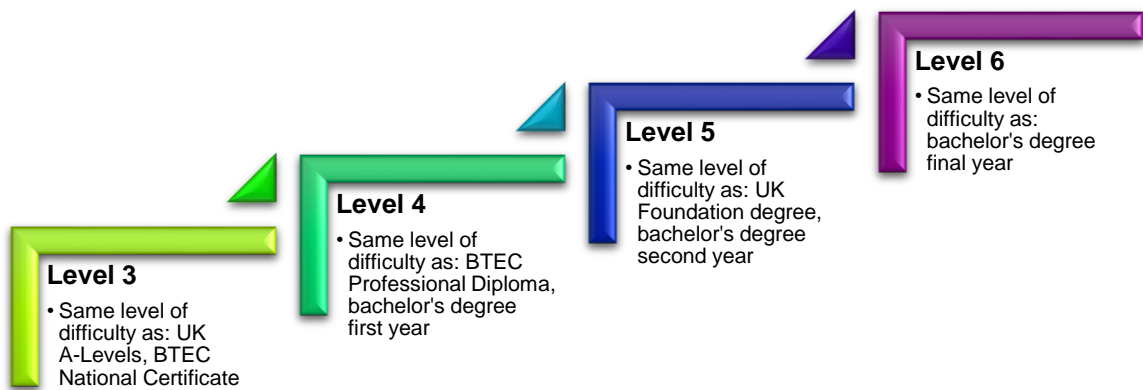 Level 3
• Same level of
difficulty as: UK
A-Levels, BTEC
National Certificate
Level 4
• Same level of
difficulty as: BTEC
Professional Diploma,
bachelor's degree
first year
Level 5
• Same level of
difficulty as: UK
Foundation degree,
bachelor's degree
second year
Level 6
• Same level of
difficulty as:
bachelor's degree
final year